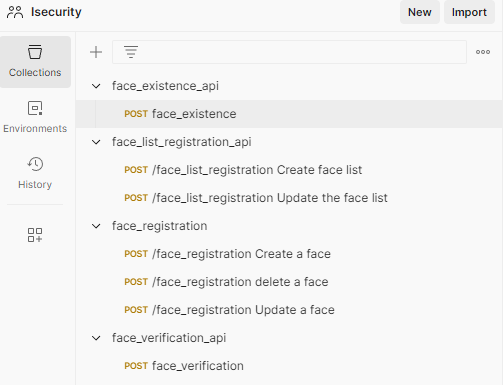 Isecurity
New
Import
Collections
Environments
History
face_existence_api
POST face_existence
face_list_registration_api
POST /face_list_registration Create face list
POST /face_list_registration Update the face list
face_registration
POST /face_registration Create a face
POST /face_registration delete a face
POST /face_registration Update a face
face_verification_api
POST face_verification